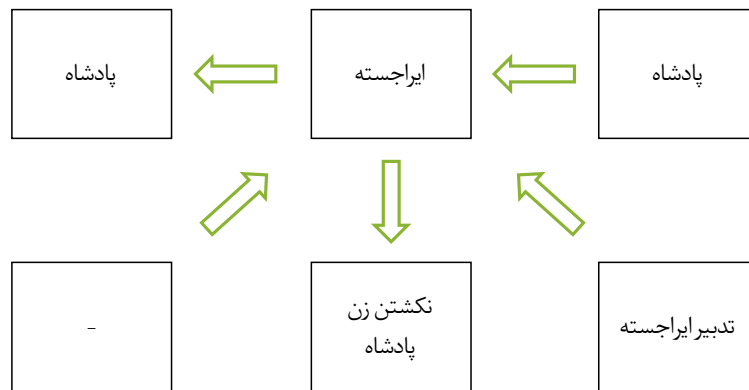 پادشاه
ایراجسته
پادشاه
تدبیر ایراجسته
نکشتن زن
پادشاه
-